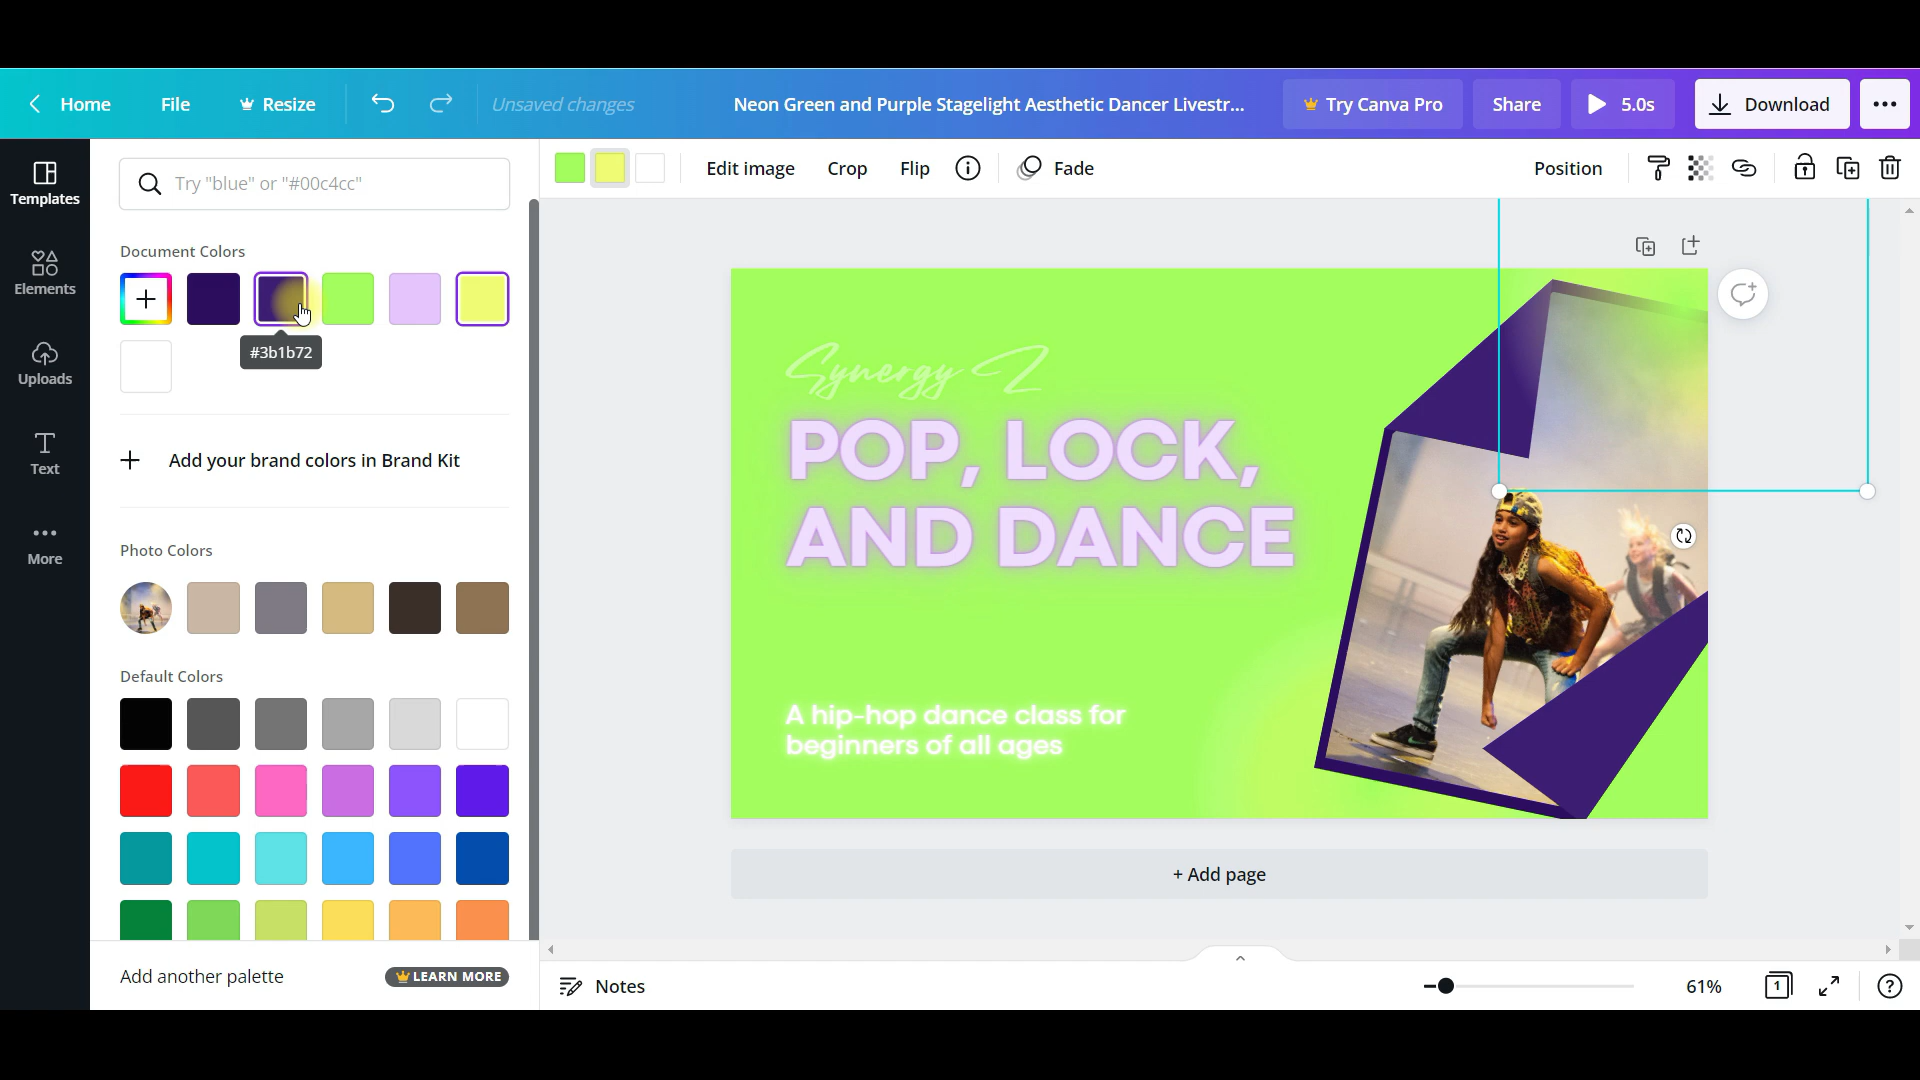 Home File Resize Unsaved changes Neon Green and Purple Stagelight Aesthetic Dancer Livestr... Try Canva Pro Share 5.0s Download
Templates
Elements
Uploads
Text
More
Try "blue" or "#00c4cc"
Document Colors
#3b1b72
Add your brand colors in Brand Kit
Photo Colors
Default Colors
Add another palette LEARN MORE
Edit image Crop Flip Fade Position
Synergy Z
POP, LOCK,
AND DANCE
A hip-hop dance class for
beginners of all ages
+ Add page
Notes 61% 1 ?